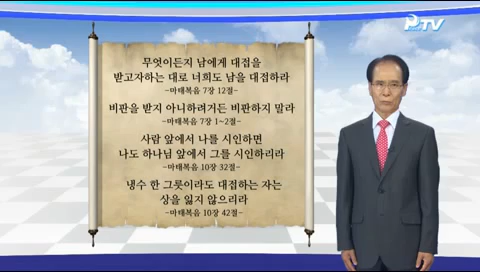 PTV
무엇이든지 남에게 대접을
받고자하는 대로 너희도 남을 대접하라
-마태복음 7장 12절-
비판을 받지 아니하려거든 비판하지 말라
-마태복음 7장 1~2절-
사람 앞에서 나를 시인하면
나도 하나님 앞에서 그를 시인하리라
-마태복음 10장 32절-
냉수 한 그릇이라도 대접하는 자는
상을 잃지 않으리라
-마태복음 10장 42절-